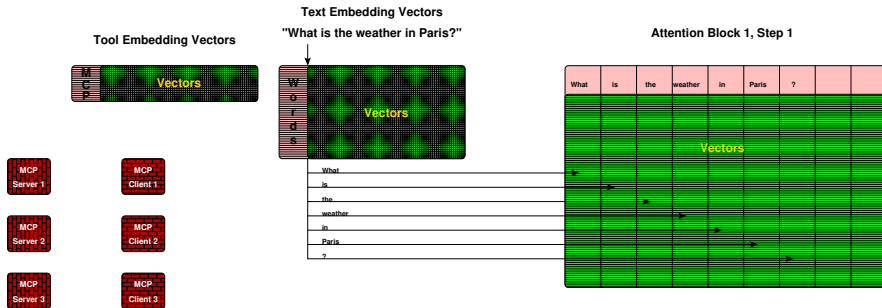 Text Embedding Vectors
"What is the weather in Paris?"
Tool Embedding Vectors
Attention Block 1, Step 1
MCP
Vectors
Words
Vectors
What is the weather in Paris ?
Vectors
What
is
the
weather
in
Paris
?
MCP
Server 1
MCP
Client 1
MCP
Server 2
MCP
Client 2
MCP
Server 3
MCP
Client 3